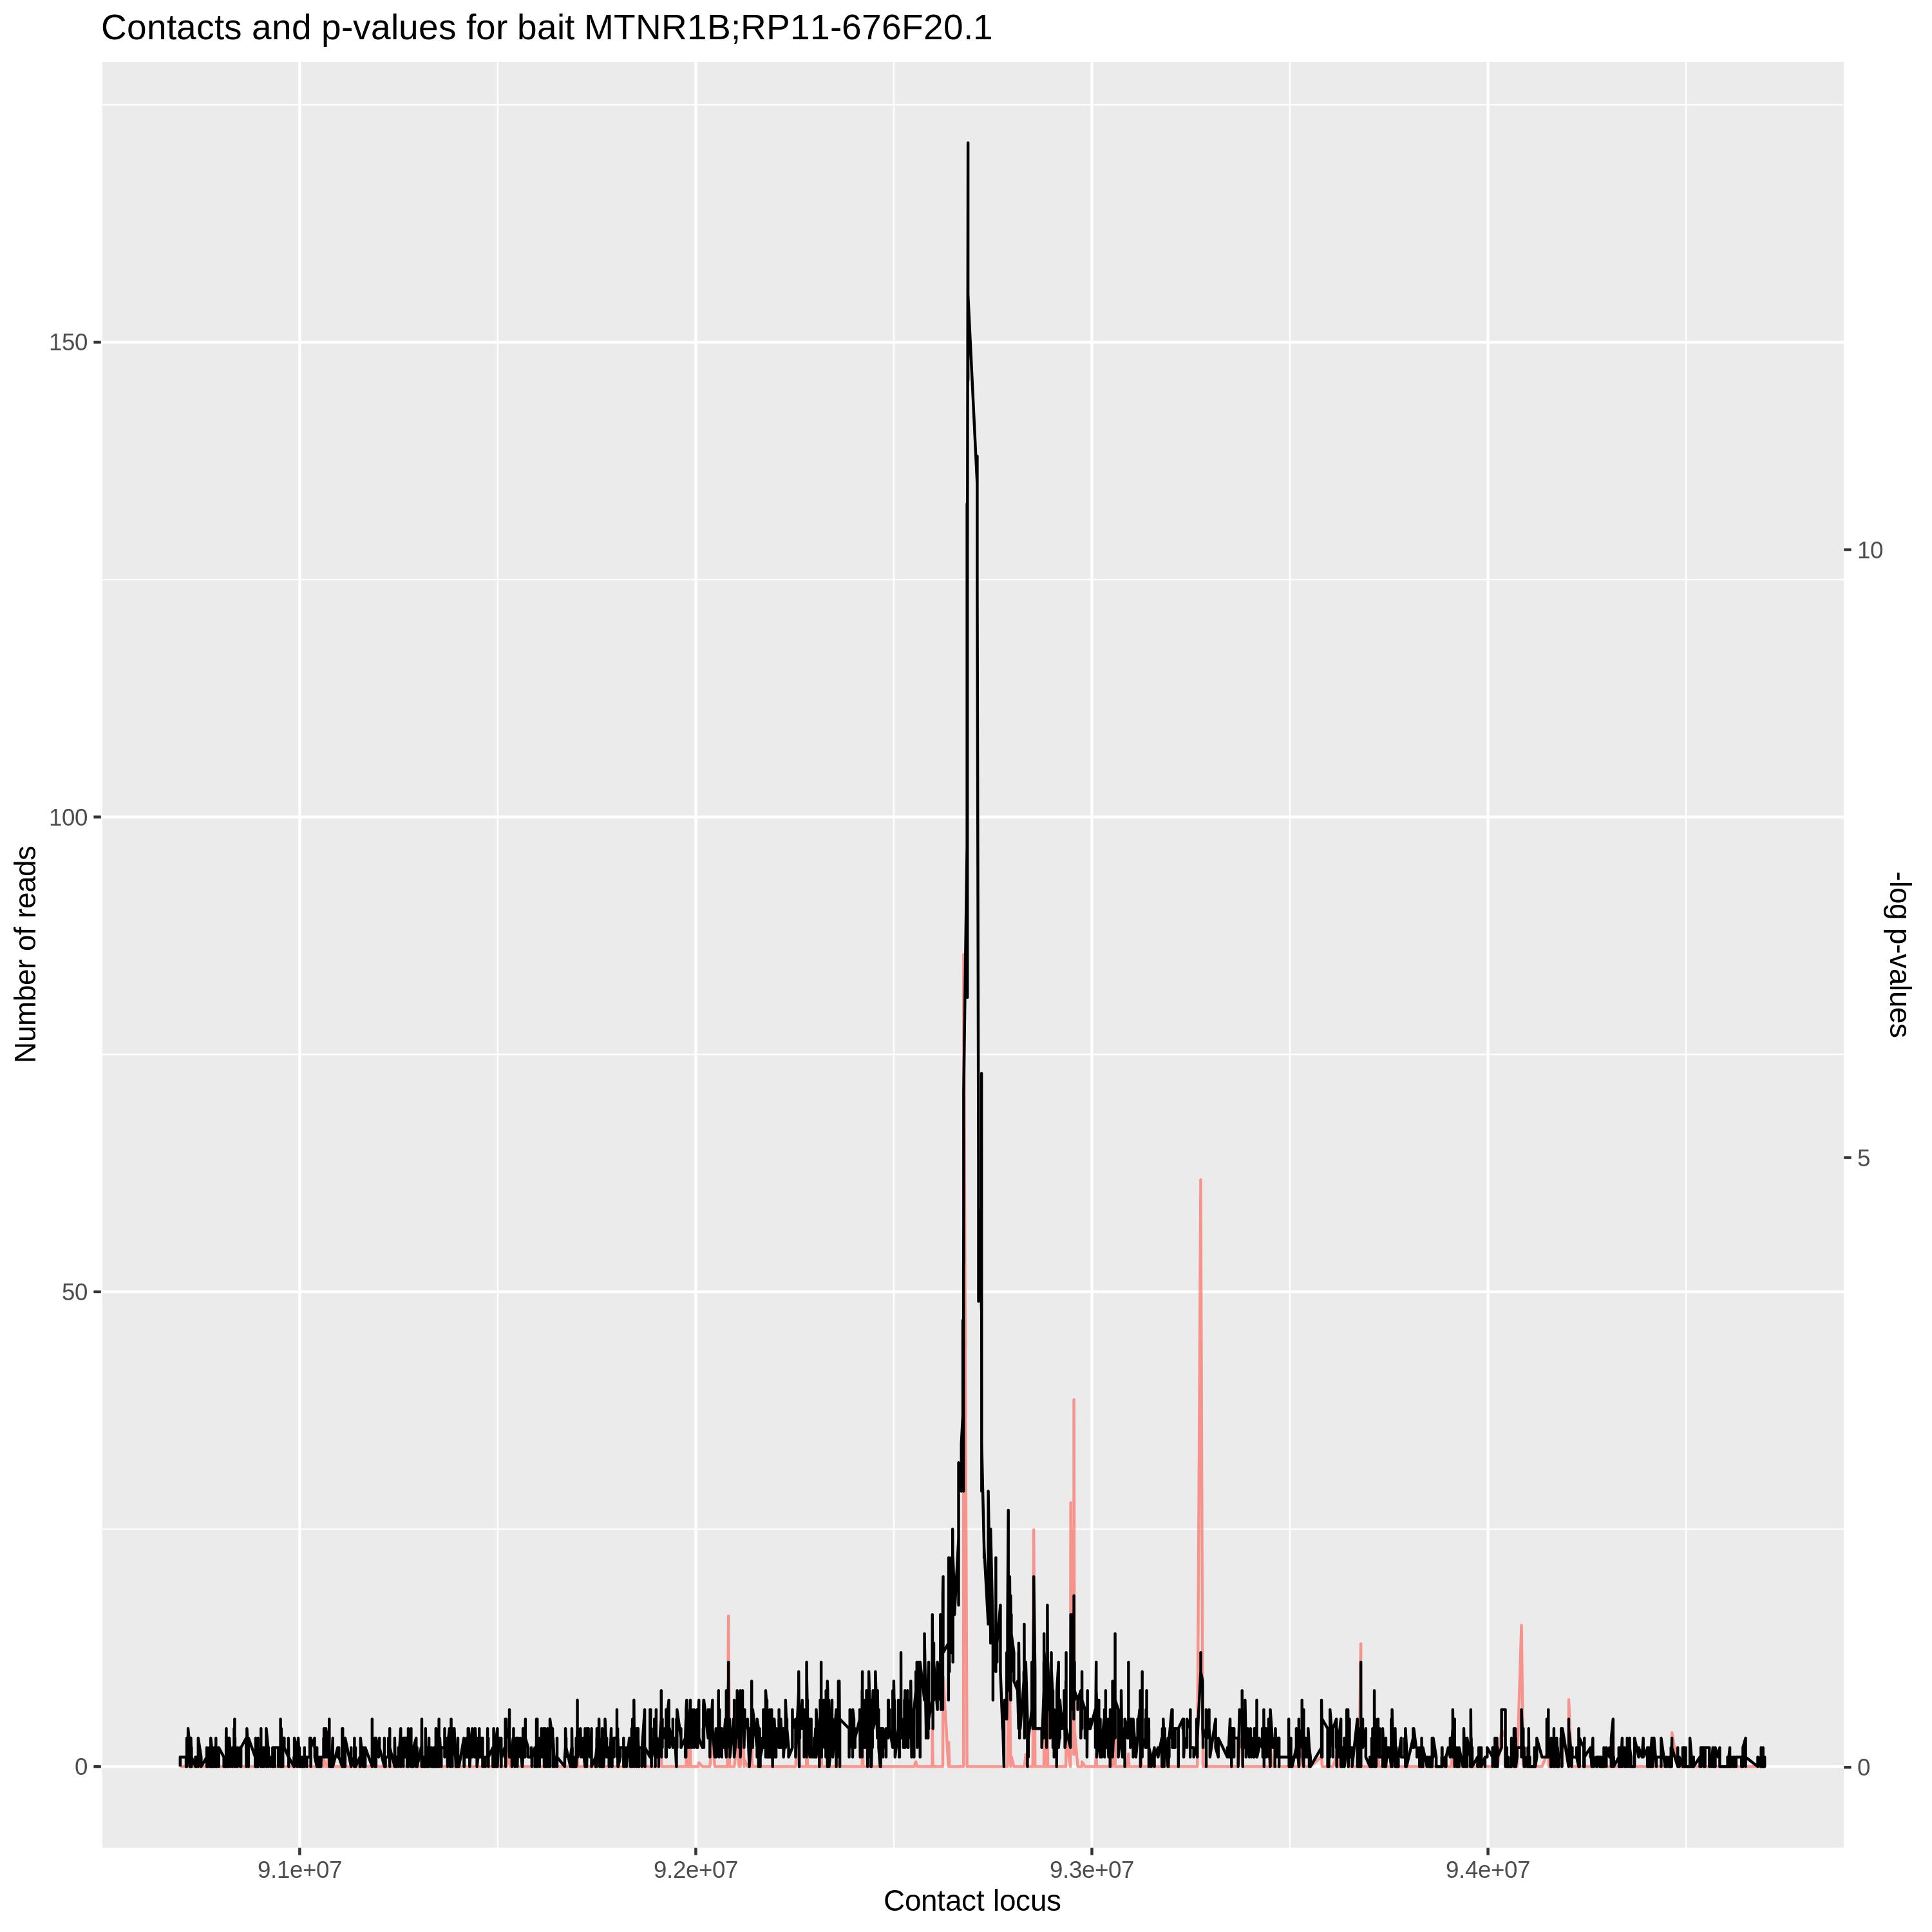 Contacts and p-values for bait MTNR1B;RP11-676F20.1
150
100
50
0
Number of reads
10
5
0
-log p-values
9.1e+07
9.2e+07
9.3e+07
9.4e+07
Contact locus